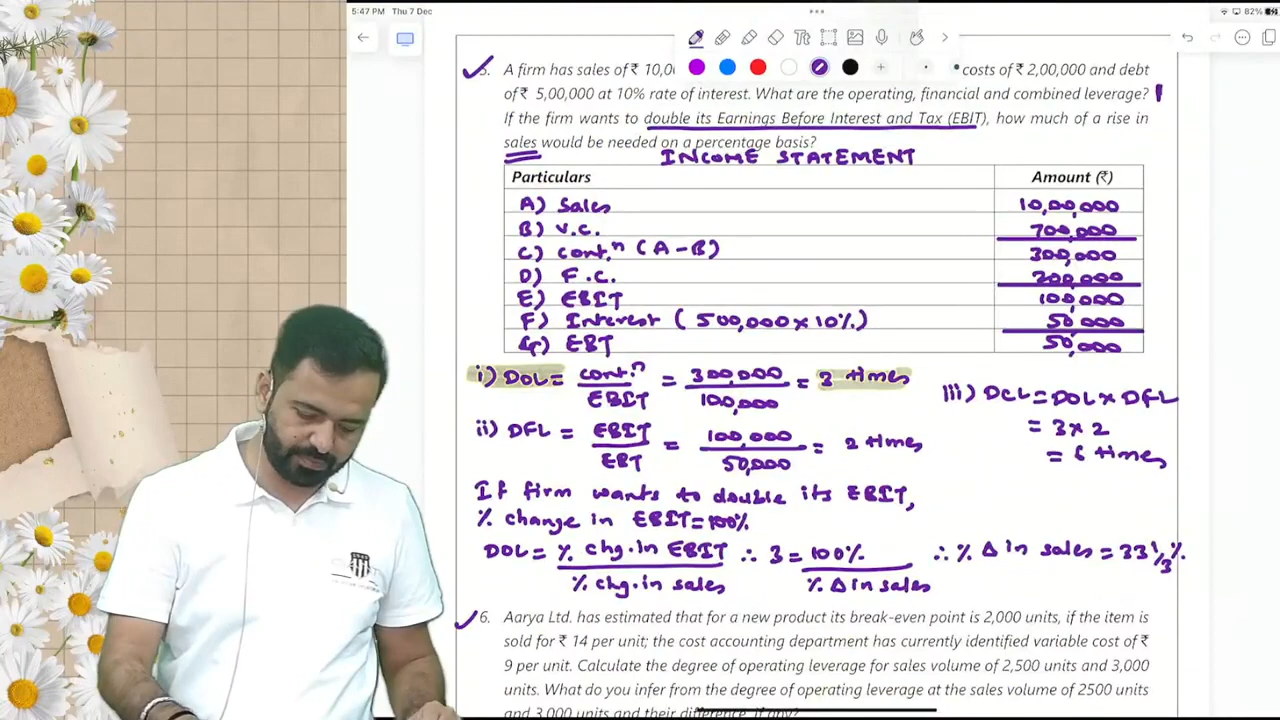 5:47 PM Thu 7 Dec
82%
5. A firm has sales of ₹ 10,0 costs of ₹ 2,00,000 and debt
of ₹ 5,00,000 at 10% rate of interest. What are the operating, financial and combined leverage?
If the firm wants to double its Earnings Before Interest and Tax (EBIT), how much of a rise in
sales would be needed on a percentage basis?
INCOME STATEMENT
Particulars Amount (₹)
A) Sales 10,00,000
B) V.C. 700,000
C) Cont.ⁿ (A-B) 300,000
D) F.C. 200,000
E) EBIT 100,000
F) Interest (500,000x10%) 50,000
G) EBT 50,000
i) DOL = Cont.ⁿ / EBIT = 300,000 / 100,000 = 3 times
ii) DFL = EBIT / EBT = 100,000 / 50,000 = 2 times
iii) DCL = DOL x DFL
= 3 x 2
= 6 times
If firm wants to double its EBIT,
% change in EBIT = 100%
DOL = % chg. in EBIT / % chg. in sales ∴ 3 = 100% / % Δ in sales ∴ % Δ in sales = 33 1/3 %
6. Aarya Ltd. has estimated that for a new product its break-even point is 2,000 units, if the item is
sold for ₹ 14 per unit; the cost accounting department has currently identified variable cost of ₹
9 per unit. Calculate the degree of operating leverage for sales volume of 2,500 units and 3,000
units. What do you infer from the degree of operating leverage at the sales volume of 2500 units
and 3,000 units and their difference, if any?